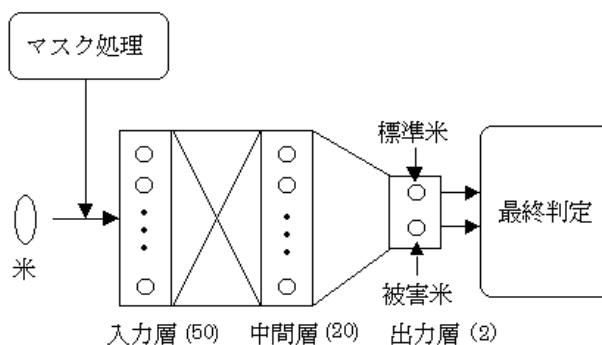 マスク処理
標準米
最終判定
米
被害米
入力層(50) 中間層(20) 出力層(2)